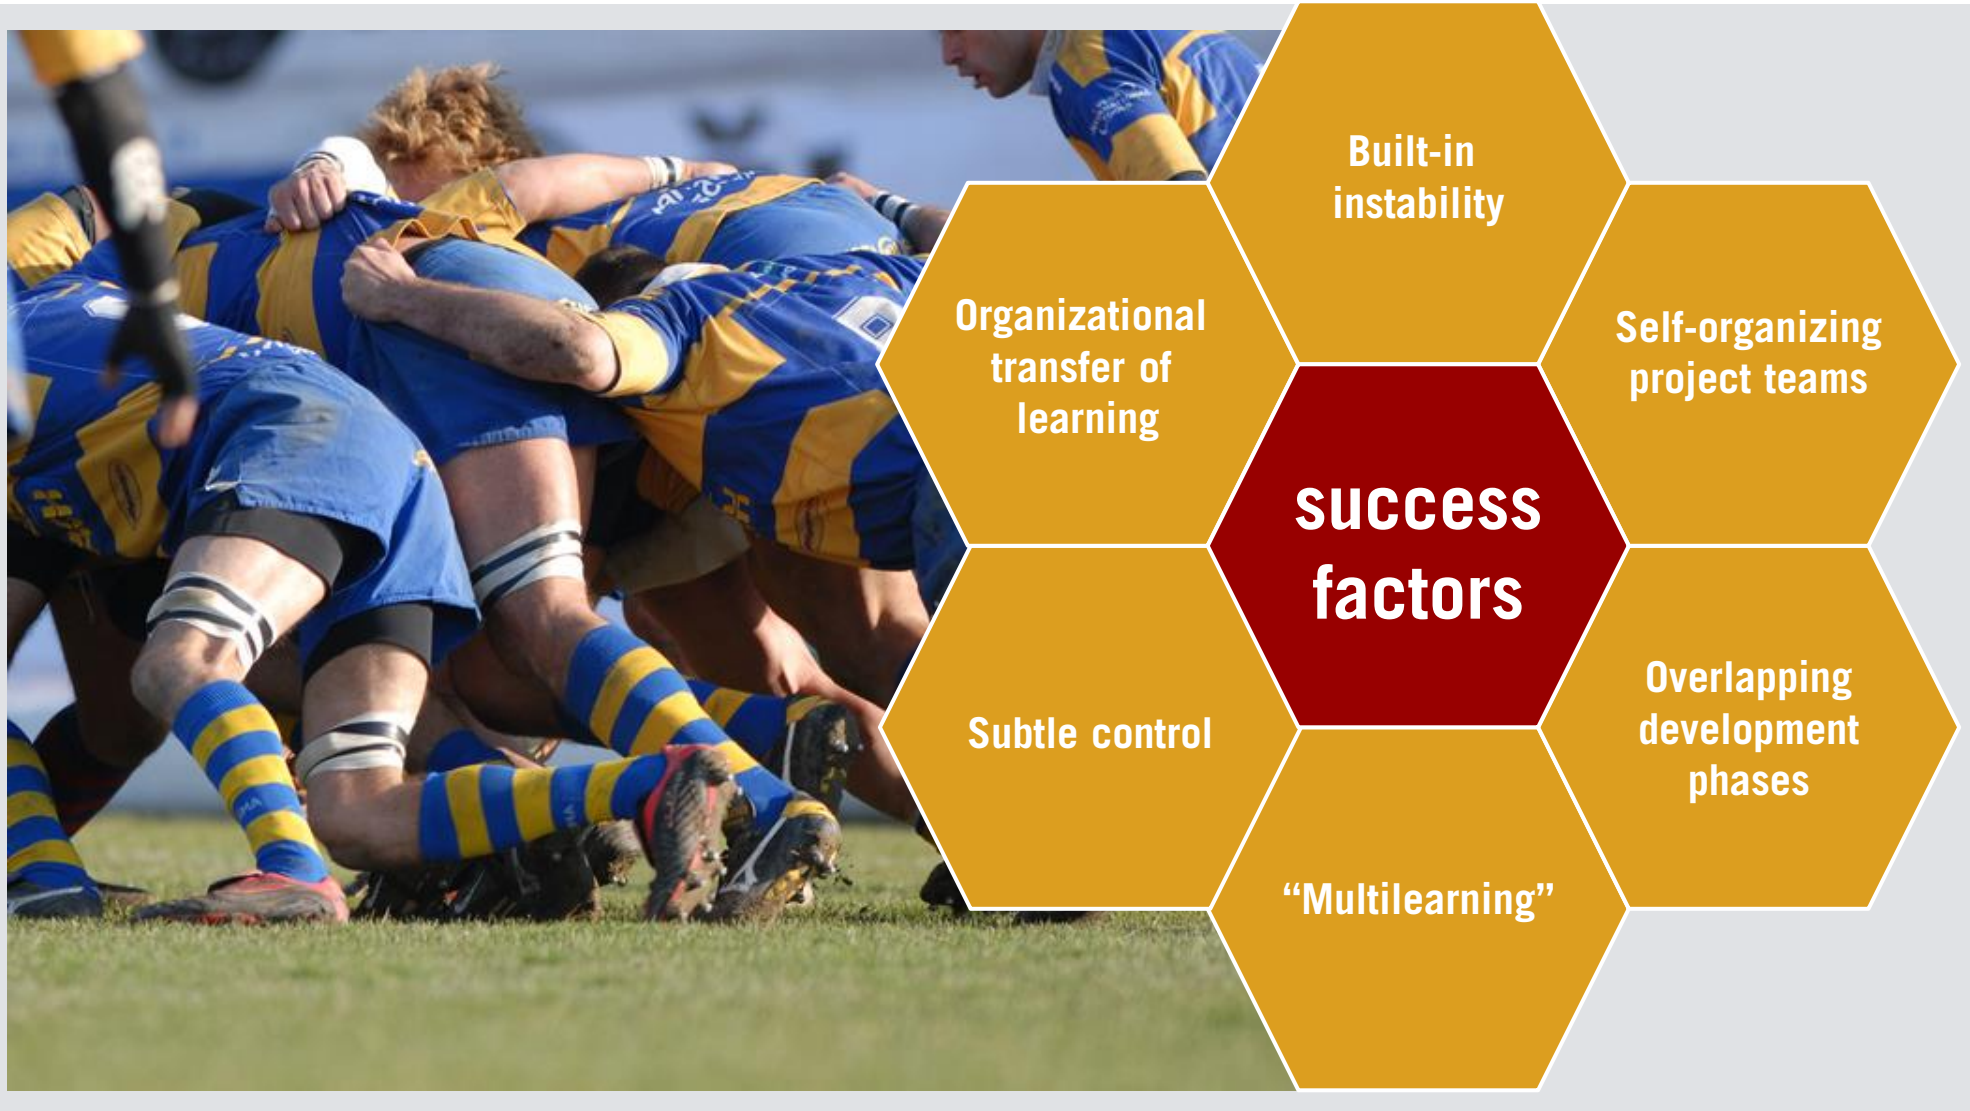 Built-in
instability
Self-organizing
project teams
Organizational
transfer of
learning
success
factors
Overlapping
development
phases
Subtle control
“Multilearning”